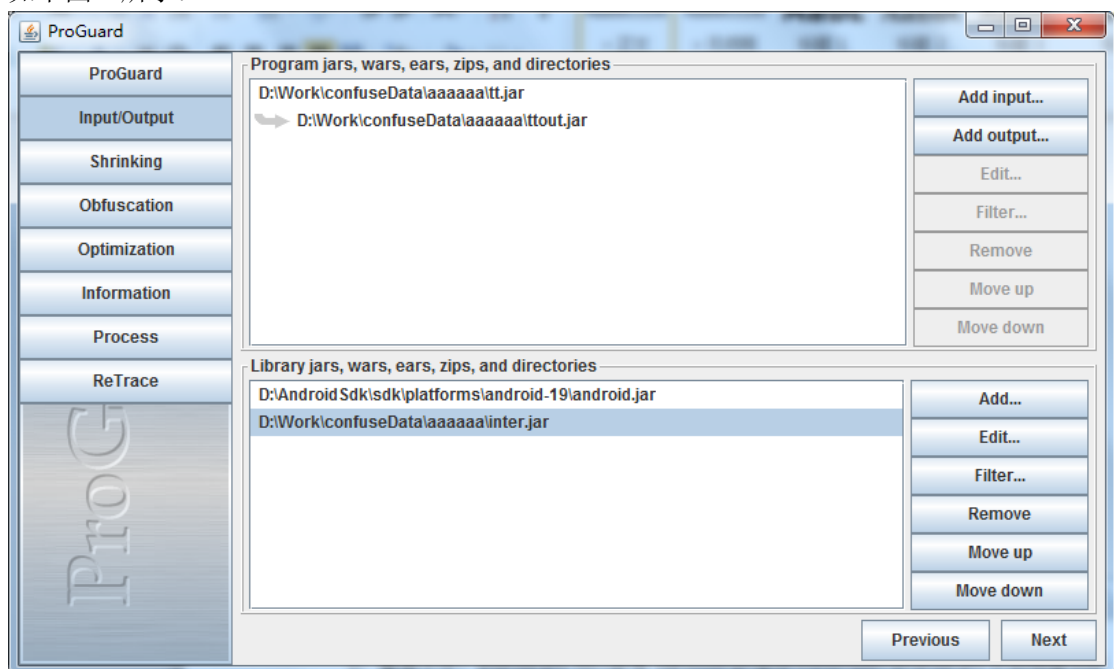 ProGuard
ProGuard
Input/Output
Shrinking
Obfuscation
Optimization
Information
Process
ReTrace
ProG
Program jars, wars, ears, zips, and directories
D:\Work\confuseData\aaaaaa\tt.jar
D:\Work\confuseData\aaaaaa\ttout.jar
Add input...
Add output...
Edit...
Filter...
Remove
Move up
Move down
Library jars, wars, ears, zips, and directories
D:\AndroidSdk\sdk\platforms\android-19\android.jar
D:\Work\confuseData\aaaaaa\inter.jar
Add...
Edit...
Filter...
Remove
Move up
Move down
Previous
Next